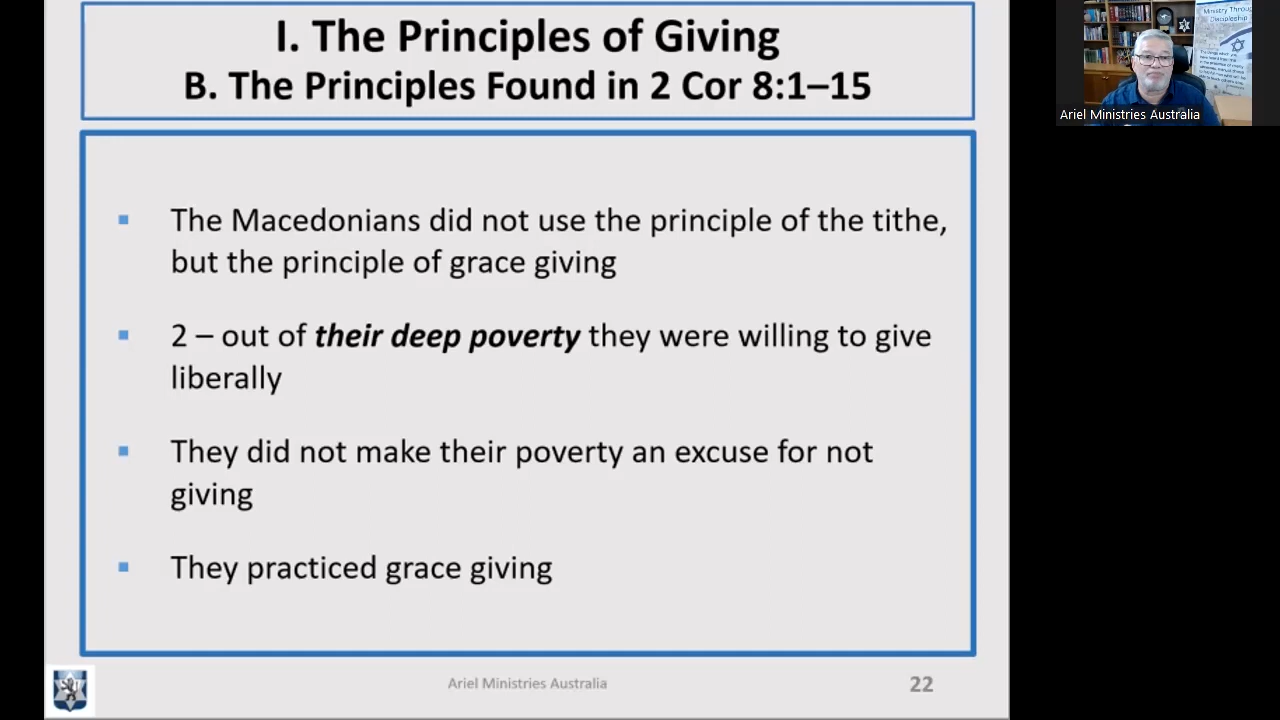 I. The Principles of Giving
B. The Principles Found in 2 Cor 8:1–15
▪ The Macedonians did not use the principle of the tithe,
but the principle of grace giving
▪ 2 – out of their deep poverty they were willing to give
liberally
▪ They did not make their poverty an excuse for not
giving
▪ They practiced grace giving
Ariel Ministries Australia
22
Ministry Through
Discipleship
Ariel Ministries Australia